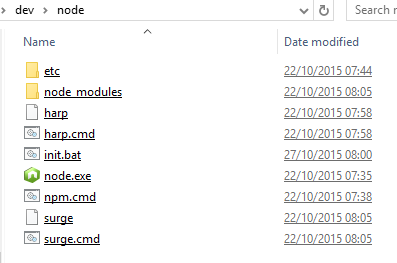 dev node Search r
Name Date modified
etc 22/10/2015 07:44
node_modules 22/10/2015 08:05
harp 22/10/2015 07:58
harp.cmd 22/10/2015 07:58
init.bat 27/10/2015 08:00
node.exe 22/10/2015 07:35
npm.cmd 22/10/2015 07:38
surge 22/10/2015 08:05
surge.cmd 22/10/2015 08:05